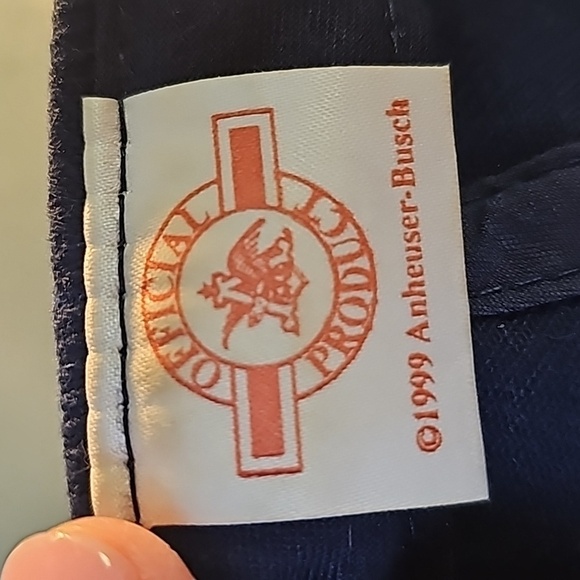 OFFICIAL
PRODUCT
©1999 Anheuser-Busch